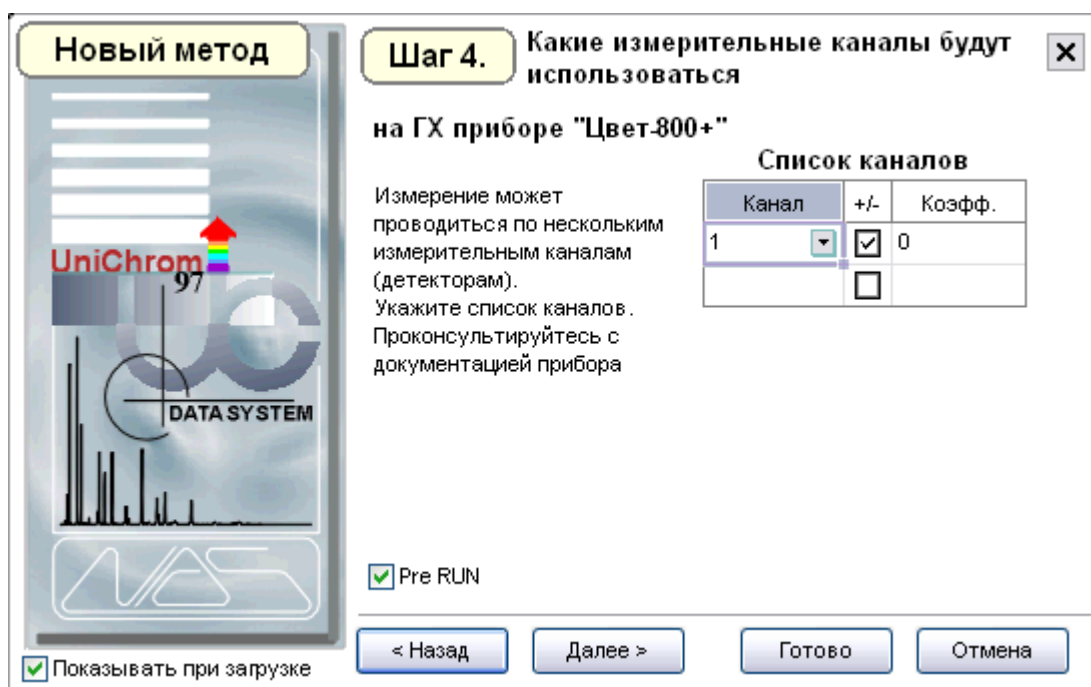 Новый метод
UniChrom
97
DATA SYSTEM
Показывать при загрузке
Шаг 4.
Какие измерительные каналы будут
использоваться
на ГХ приборе "Цвет-800+"
Измерение может
проводиться по нескольким
измерительным каналам
(детекторам).
Укажите список каналов.
Проконсультируйтесь с
документацией прибора
Список каналов
Канал +/- Коэфф.
1 0
Pre RUN
< Назад Далее > Готово Отмена